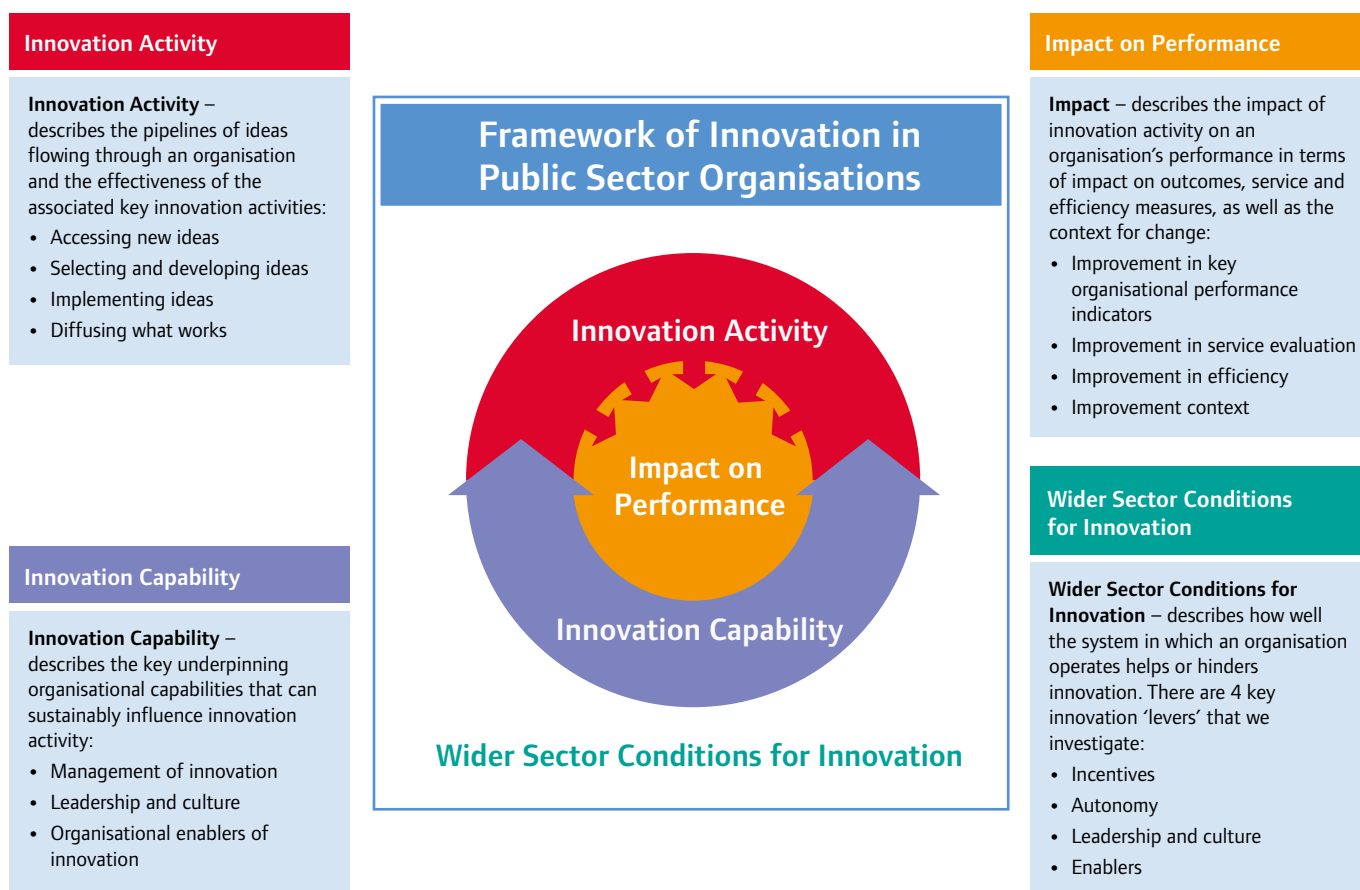 Innovation Activity
Innovation Activity –
describes the pipelines of ideas
flowing through an organisation
and the effectiveness of the
associated key innovation activities:
• Accessing new ideas
• Selecting and developing ideas
• Implementing ideas
• Diffusing what works
Innovation Capability
Innovation Capability –
describes the key underpinning
organisational capabilities that can
sustainably influence innovation
activity:
• Management of innovation
• Leadership and culture
• Organisational enablers of
innovation
Framework of Innovation in
Public Sector Organisations
Innovation Activity
Impact on
Performance
Innovation Capability
Wider Sector Conditions for Innovation
Impact on Performance
Impact – describes the impact of
innovation activity on an
organisation’s performance in terms
of impact on outcomes, service and
efficiency measures, as well as the
context for change:
• Improvement in key
organisational performance
indicators
• Improvement in service evaluation
• Improvement in efficiency
• Improvement context
Wider Sector Conditions
for Innovation
Wider Sector Conditions for
Innovation – describes how well
the system in which an organisation
operates helps or hinders
innovation. There are 4 key
innovation ‘levers’ that we
investigate:
• Incentives
• Autonomy
• Leadership and culture
• Enablers